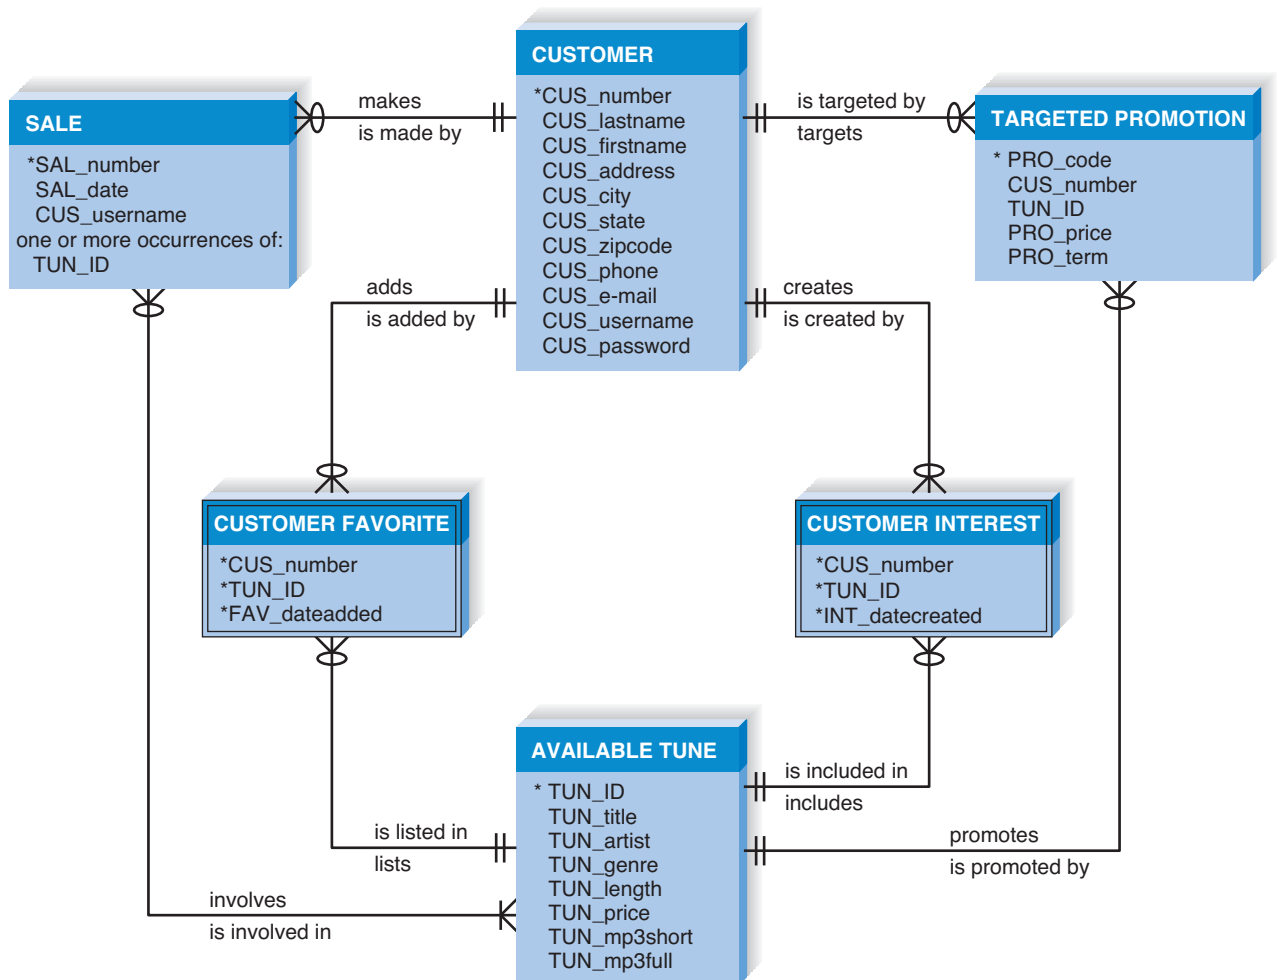 CUSTOMER
*CUS_number
CUS_lastname
CUS_firstname
CUS_address
CUS_city
CUS_state
CUS_zipcode
CUS_phone
CUS_e-mail
CUS_username
CUS_password
SALE
*SAL_number
SAL_date
CUS_username
one or more occurrences of:
TUN_ID
makes
is made by
is targeted by
targets
TARGETED PROMOTION
* PRO_code
CUS_number
TUN_ID
PRO_price
PRO_term
adds
is added by
creates
is created by
CUSTOMER FAVORITE
*CUS_number
*TUN_ID
*FAV_dateadded
CUSTOMER INTEREST
*CUS_number
*TUN_ID
*INT_datecreated
AVAILABLE TUNE
* TUN_ID
TUN_title
TUN_artist
TUN_genre
TUN_length
TUN_price
TUN_mp3short
TUN_mp3full
is included in
includes
is listed in
lists
promotes
is promoted by
involves
is involved in